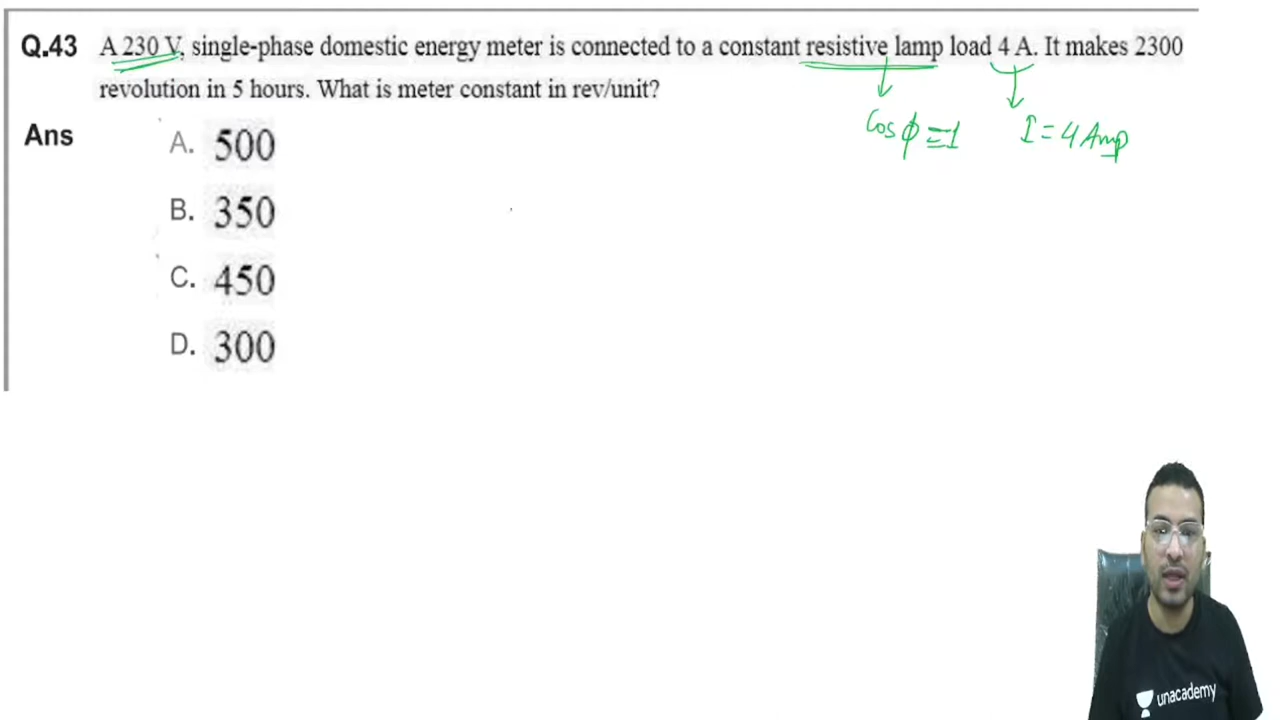 Q.43 A 230 V, single-phase domestic energy meter is connected to a constant resistive lamp load 4 A. It makes 2300
revolution in 5 hours. What is meter constant in rev/unit?
Cos ϕ = 1 I = 4 Amp
Ans
A. 500
B. 350
C. 450
D. 300
unacademy